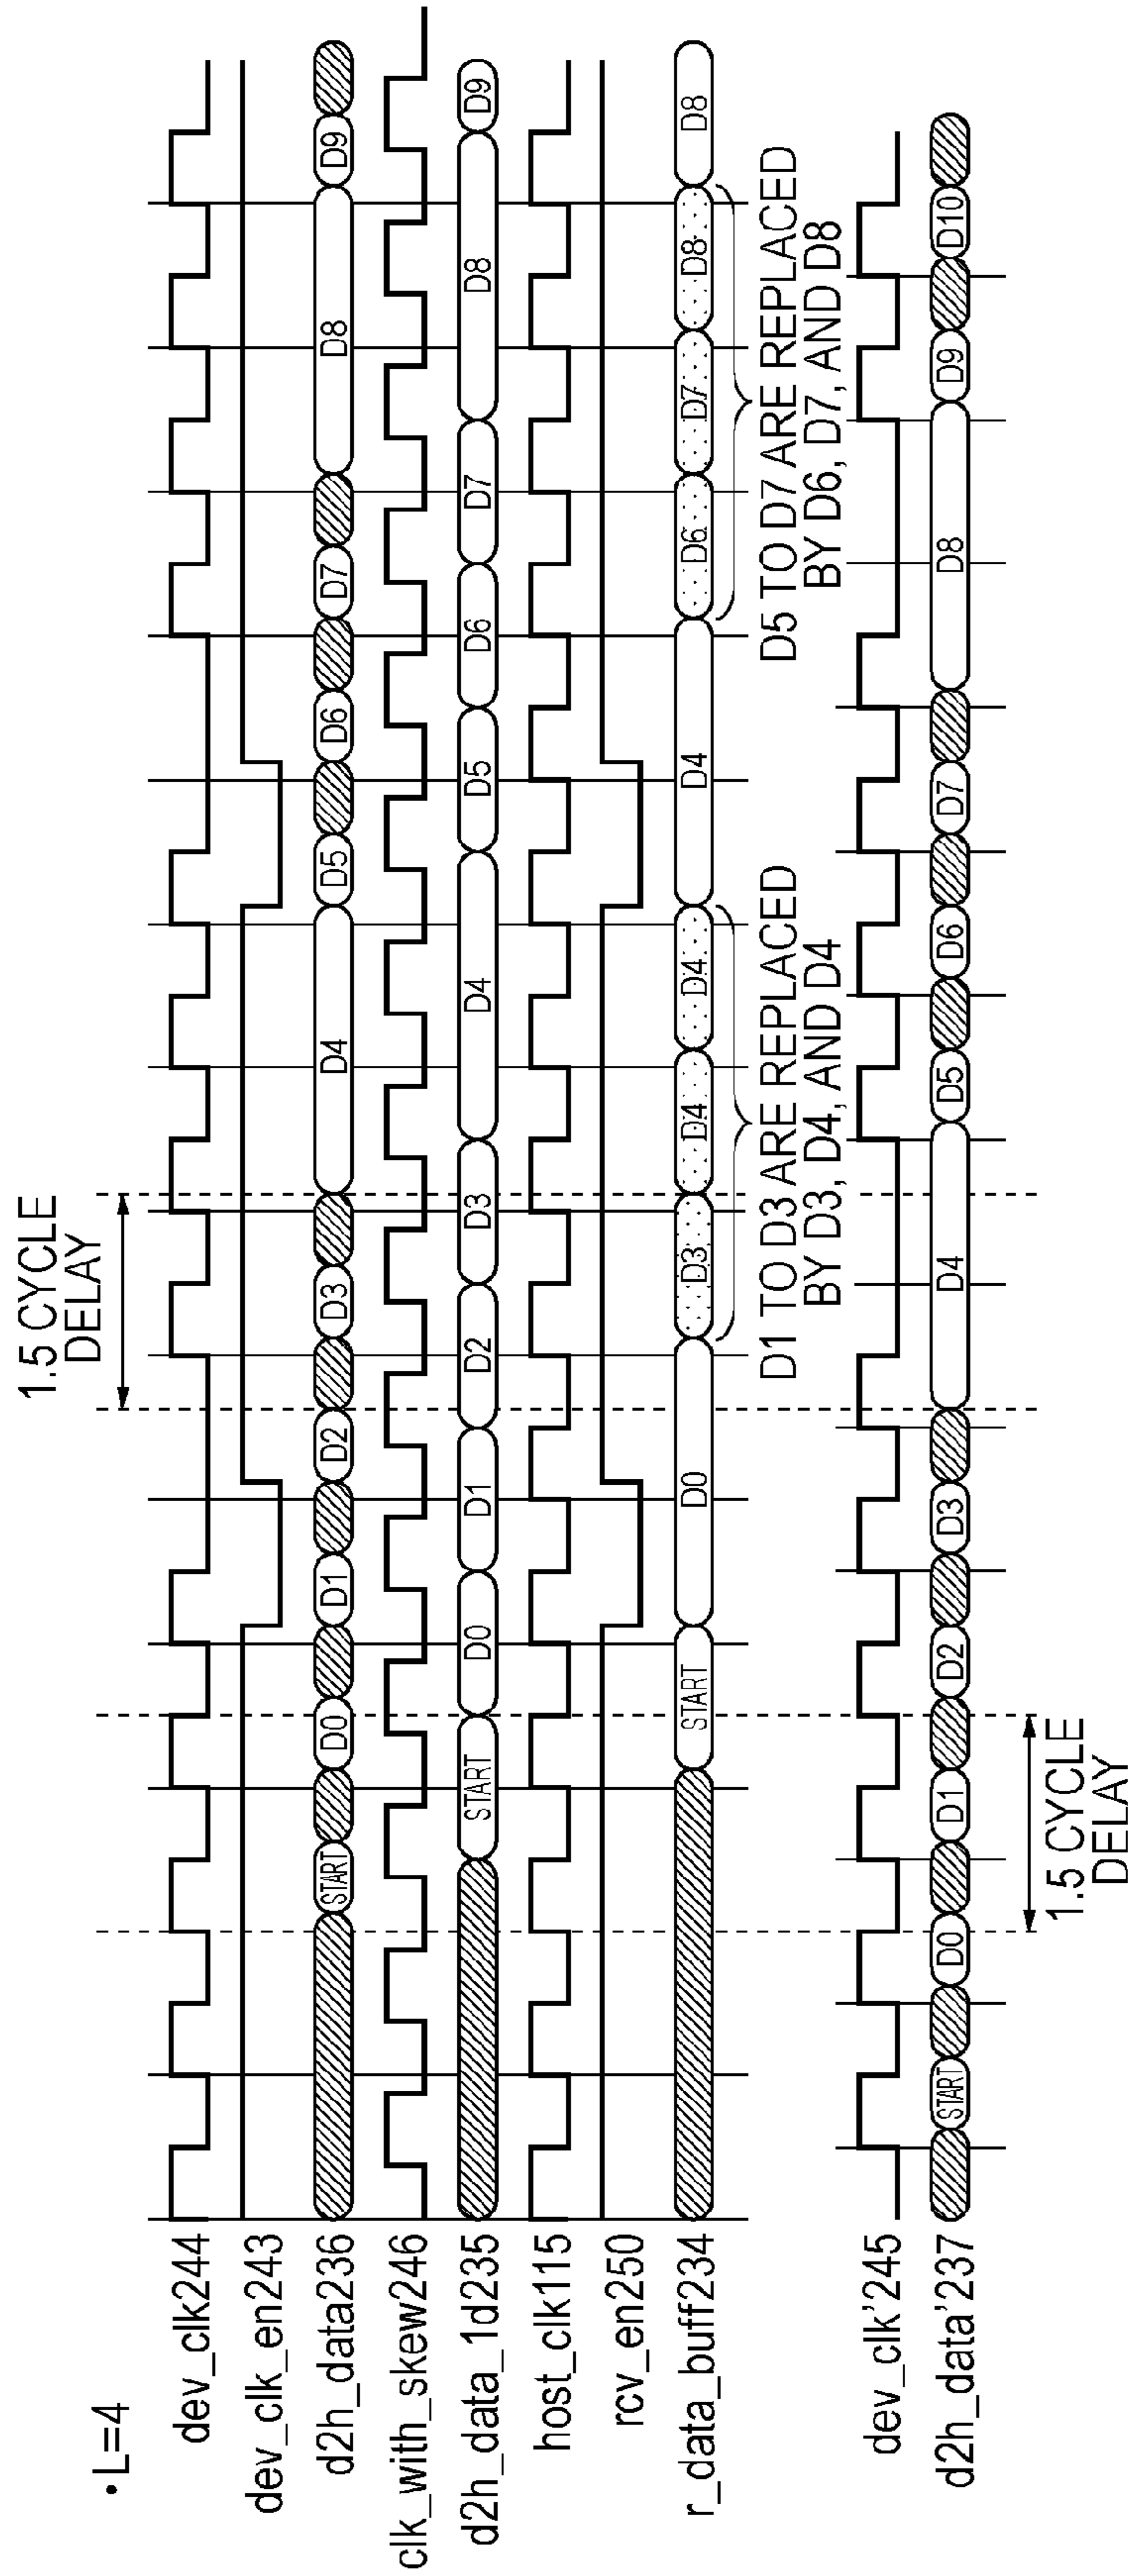 • L=4
1.5 CYCLE
DELAY
dev_clk244
dev_clk_en243
d2h_data236
START D0 D1 D2 D3 D4 D5 D6 D7 D8 D9
clk_with_skew246
d2h_data_1d235
START D0 D1 D2 D3 D4 D5 D6 D7 D8 D9
host_clk115
rcv_en250
r_data_buff234
START D0 D3 D4 D4 D4 D6 D7 D8 D8
D1 TO D3 ARE REPLACED
BY D3, D4, AND D4
D5 TO D7 ARE REPLACED
BY D6, D7, AND D8
dev_clk'245
d2h_data'237
START D0 D1 D2 D3 D4 D5 D6 D7 D8 D9 D10
1.5 CYCLE
DELAY